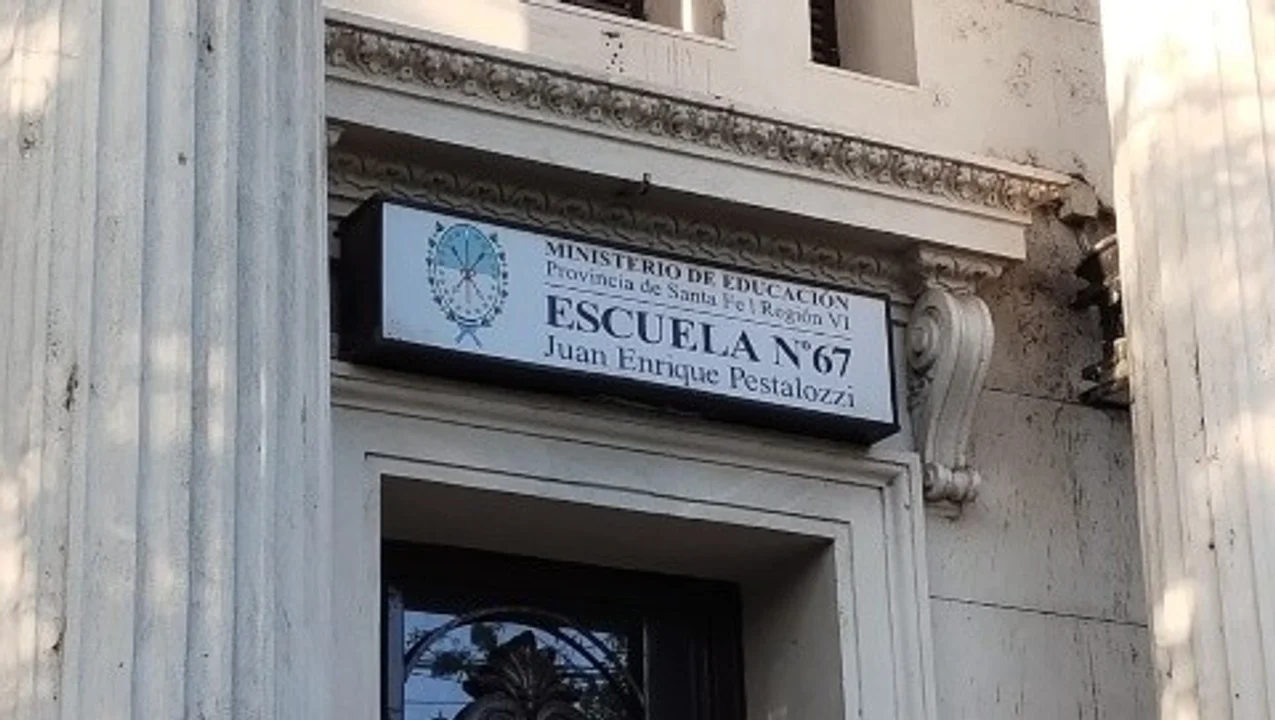 MINISTERIO DE EDUCACIÓN
Provincia de Santa Fe | Región VI
ESCUELA N°67
Juan Enrique Pestalozzi